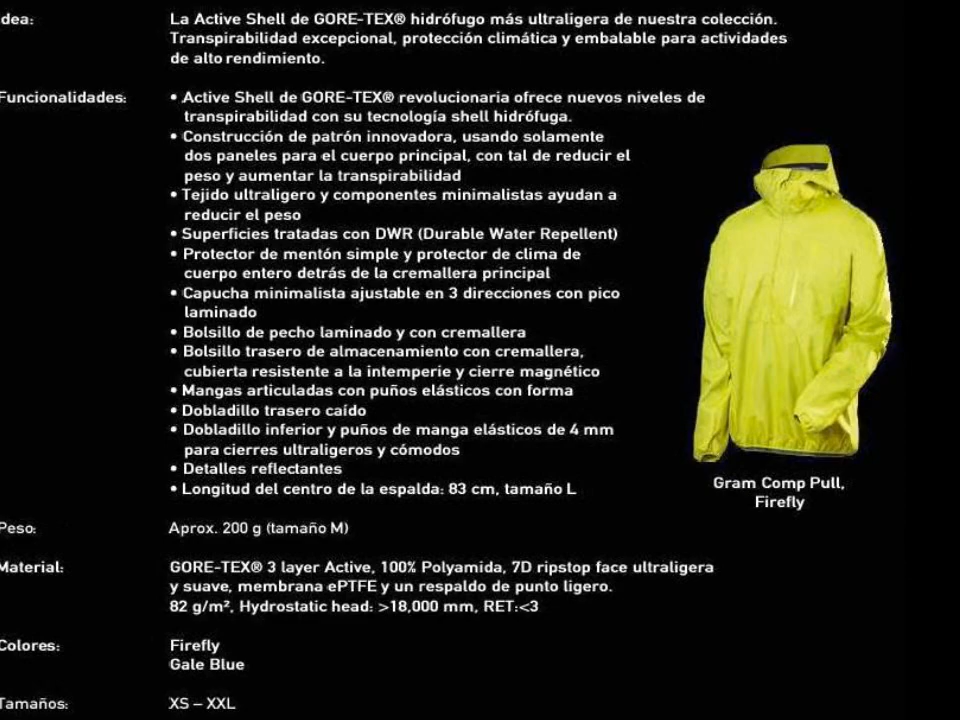 dea: La Active Shell de GORE-TEX® hidrófugo más ultraligera de nuestra colección.
Transpirabilidad excepcional, protección climática y embalable para actividades
de alto rendimiento.
Funcionalidades: • Active Shell de GORE-TEX® revolucionaria ofrece nuevos niveles de
transpirabilidad con su tecnología shell hidrófuga.
• Construcción de patrón innovadora, usando solamente
dos paneles para el cuerpo principal, con tal de reducir el
peso y aumentar la transpirabilidad
• Tejido ultraligero y componentes minimalistas ayudan a
reducir el peso
• Superficies tratadas con DWR (Durable Water Repellent)
• Protector de mentón simple y protector de clima de
cuerpo entero detrás de la cremallera principal
• Capucha minimalista ajustable en 3 direcciones con pico
laminado
• Bolsillo de pecho laminado y con cremallera
• Bolsillo trasero de almacenamiento con cremallera,
cubierta resistente a la intemperie y cierre magnético
• Mangas articuladas con puños elásticos con forma
• Dobladillo trasero caído
• Dobladillo inferior y puños de manga elásticos de 4 mm
para cierres ultraligeros y cómodos
• Detalles reflectantes
• Longitud del centro de la espalda: 83 cm, tamaño L
Gram Comp Pull,
Firefly
Peso: Aprox. 200 g (tamaño M)
Material: GORE-TEX® 3 layer Active, 100% Polyamida, 7D ripstop face ultraligera
y suave, membrana ePTFE y un respaldo de punto ligero.
82 g/m², Hydrostatic head: >18,000 mm, RET:<3
Colores: Firefly
Gale Blue
Tamaños: XS – XXL